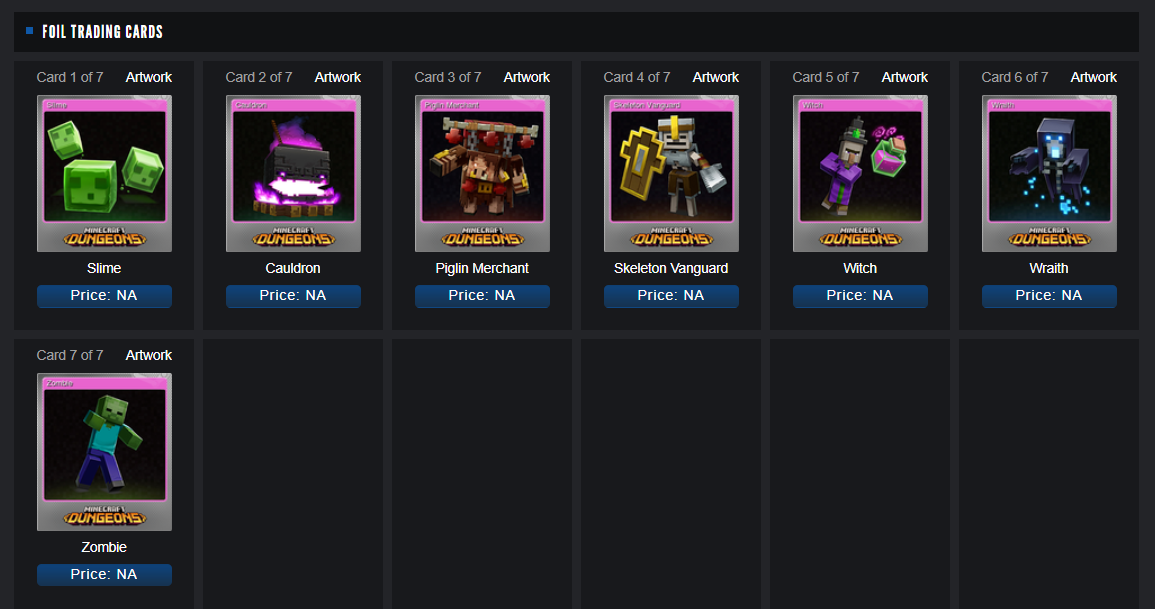 FOIL TRADING CARDS
Card 1 of 7 Artwork
Slime
MINECRAFT
DUNGEONS
Slime
Price: NA
Card 2 of 7 Artwork
Cauldron
MINECRAFT
DUNGEONS
Cauldron
Price: NA
Card 3 of 7 Artwork
Piglin Merchant
MINECRAFT
DUNGEONS
Piglin Merchant
Price: NA
Card 4 of 7 Artwork
Skeleton Vanguard
MINECRAFT
DUNGEONS
Skeleton Vanguard
Price: NA
Card 5 of 7 Artwork
Witch
MINECRAFT
DUNGEONS
Witch
Price: NA
Card 6 of 7 Artwork
Wraith
MINECRAFT
DUNGEONS
Wraith
Price: NA
Card 7 of 7 Artwork
Zombie
MINECRAFT
DUNGEONS
Zombie
Price: NA